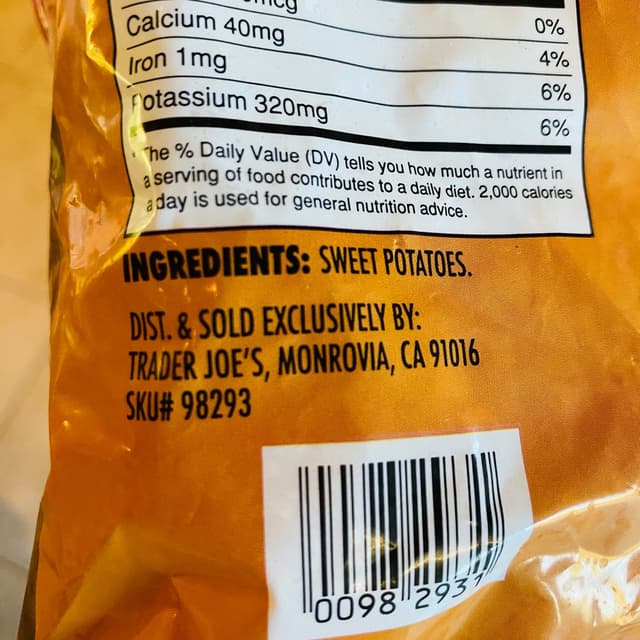 0%
Calcium 40mg 4%
Iron 1mg 6%
Potassium 320mg 6%
* The % Daily Value (DV) tells you how much a nutrient in
a serving of food contributes to a daily diet. 2,000 calories
a day is used for general nutrition advice.
INGREDIENTS: SWEET POTATOES.
DIST. & SOLD EXCLUSIVELY BY:
TRADER JOE'S, MONROVIA, CA 91016
SKU# 98293
0098 2937